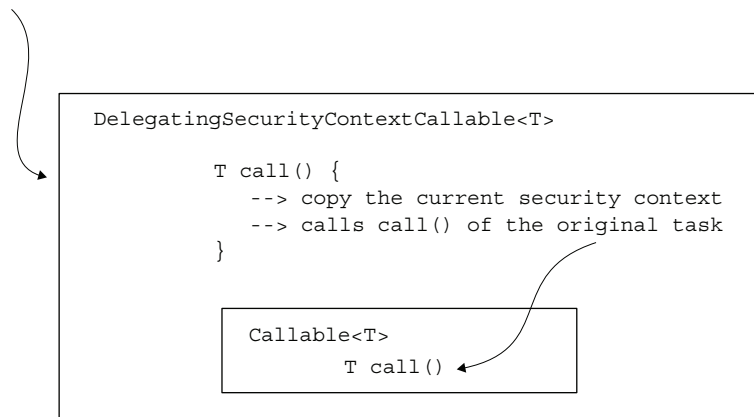 DelegatingSecurityContextCallable<T>
T call() {
--> copy the current security context
--> calls call() of the original task
}
Callable<T>
T call()